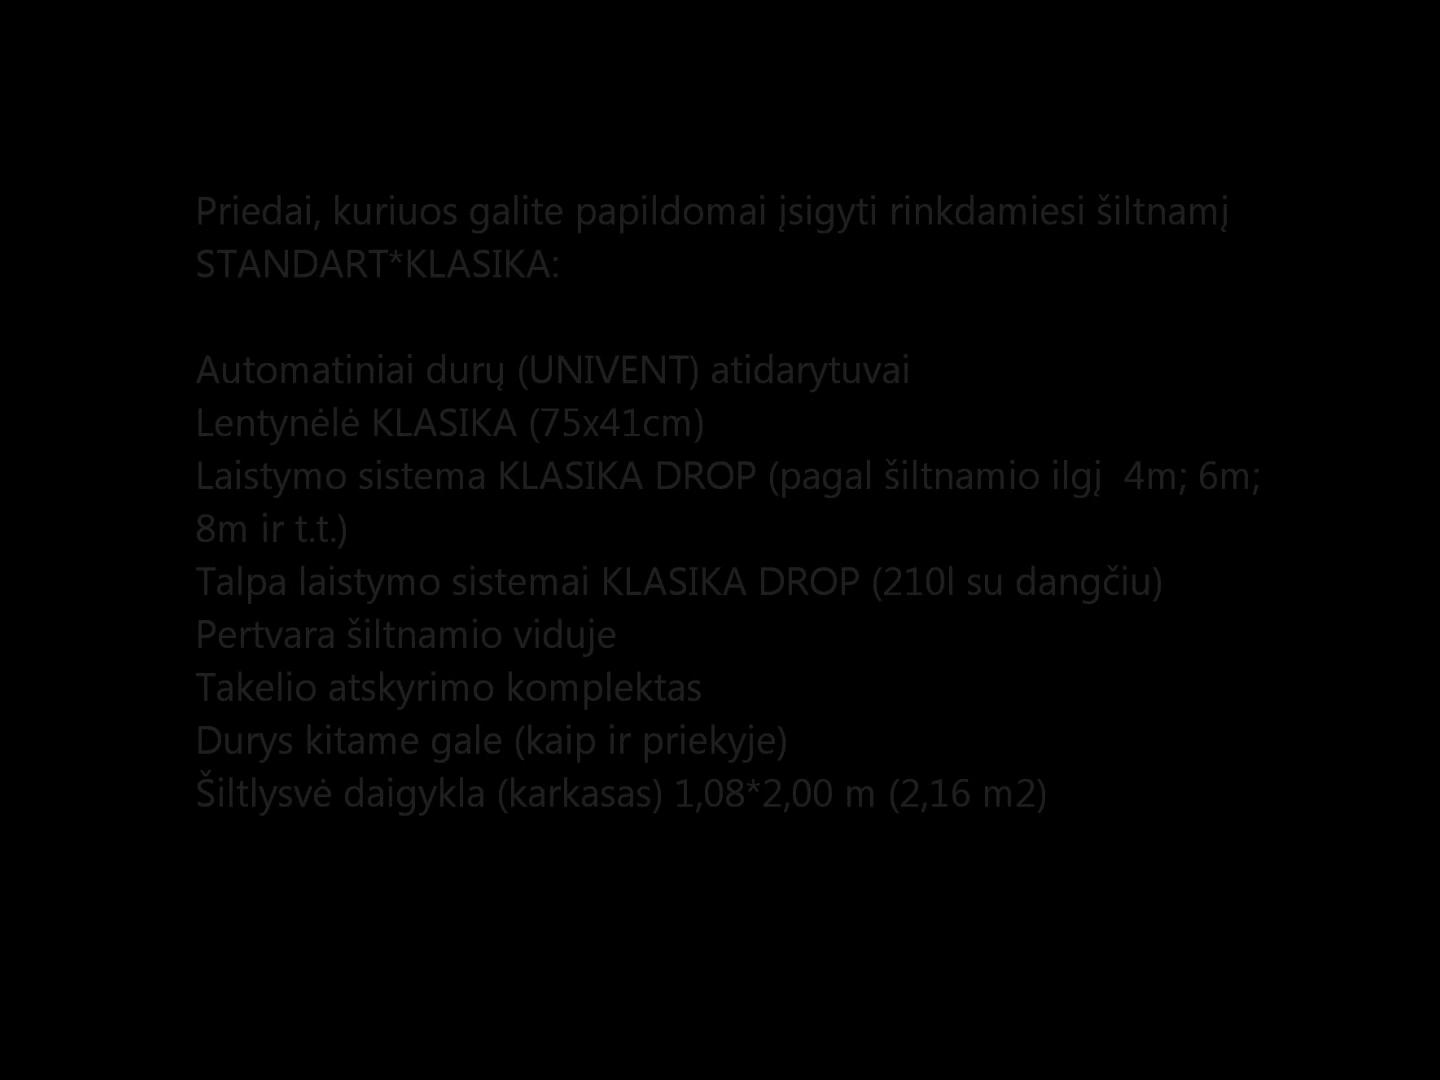 Priedai, kuriuos galite papildomai įsigyti rinkdamiesi šiltnamį
STANDART*KLASIKA:
Automatiniai durų (UNIVENT) atidarytuvai
Lentynėlė KLASIKA (75x41cm)
Laistymo sistema KLASIKA DROP (pagal šiltnamio ilgį  4m; 6m;
8m ir t.t.)
Talpa laistymo sistemai KLASIKA DROP (210l su dangčiu)
Pertvara šiltnamio viduje
Takelio atskyrimo komplektas
Durys kitame gale (kaip ir priekyje)
Šiltlysvė daigykla (karkasas) 1,08*2,00 m (2,16 m2)